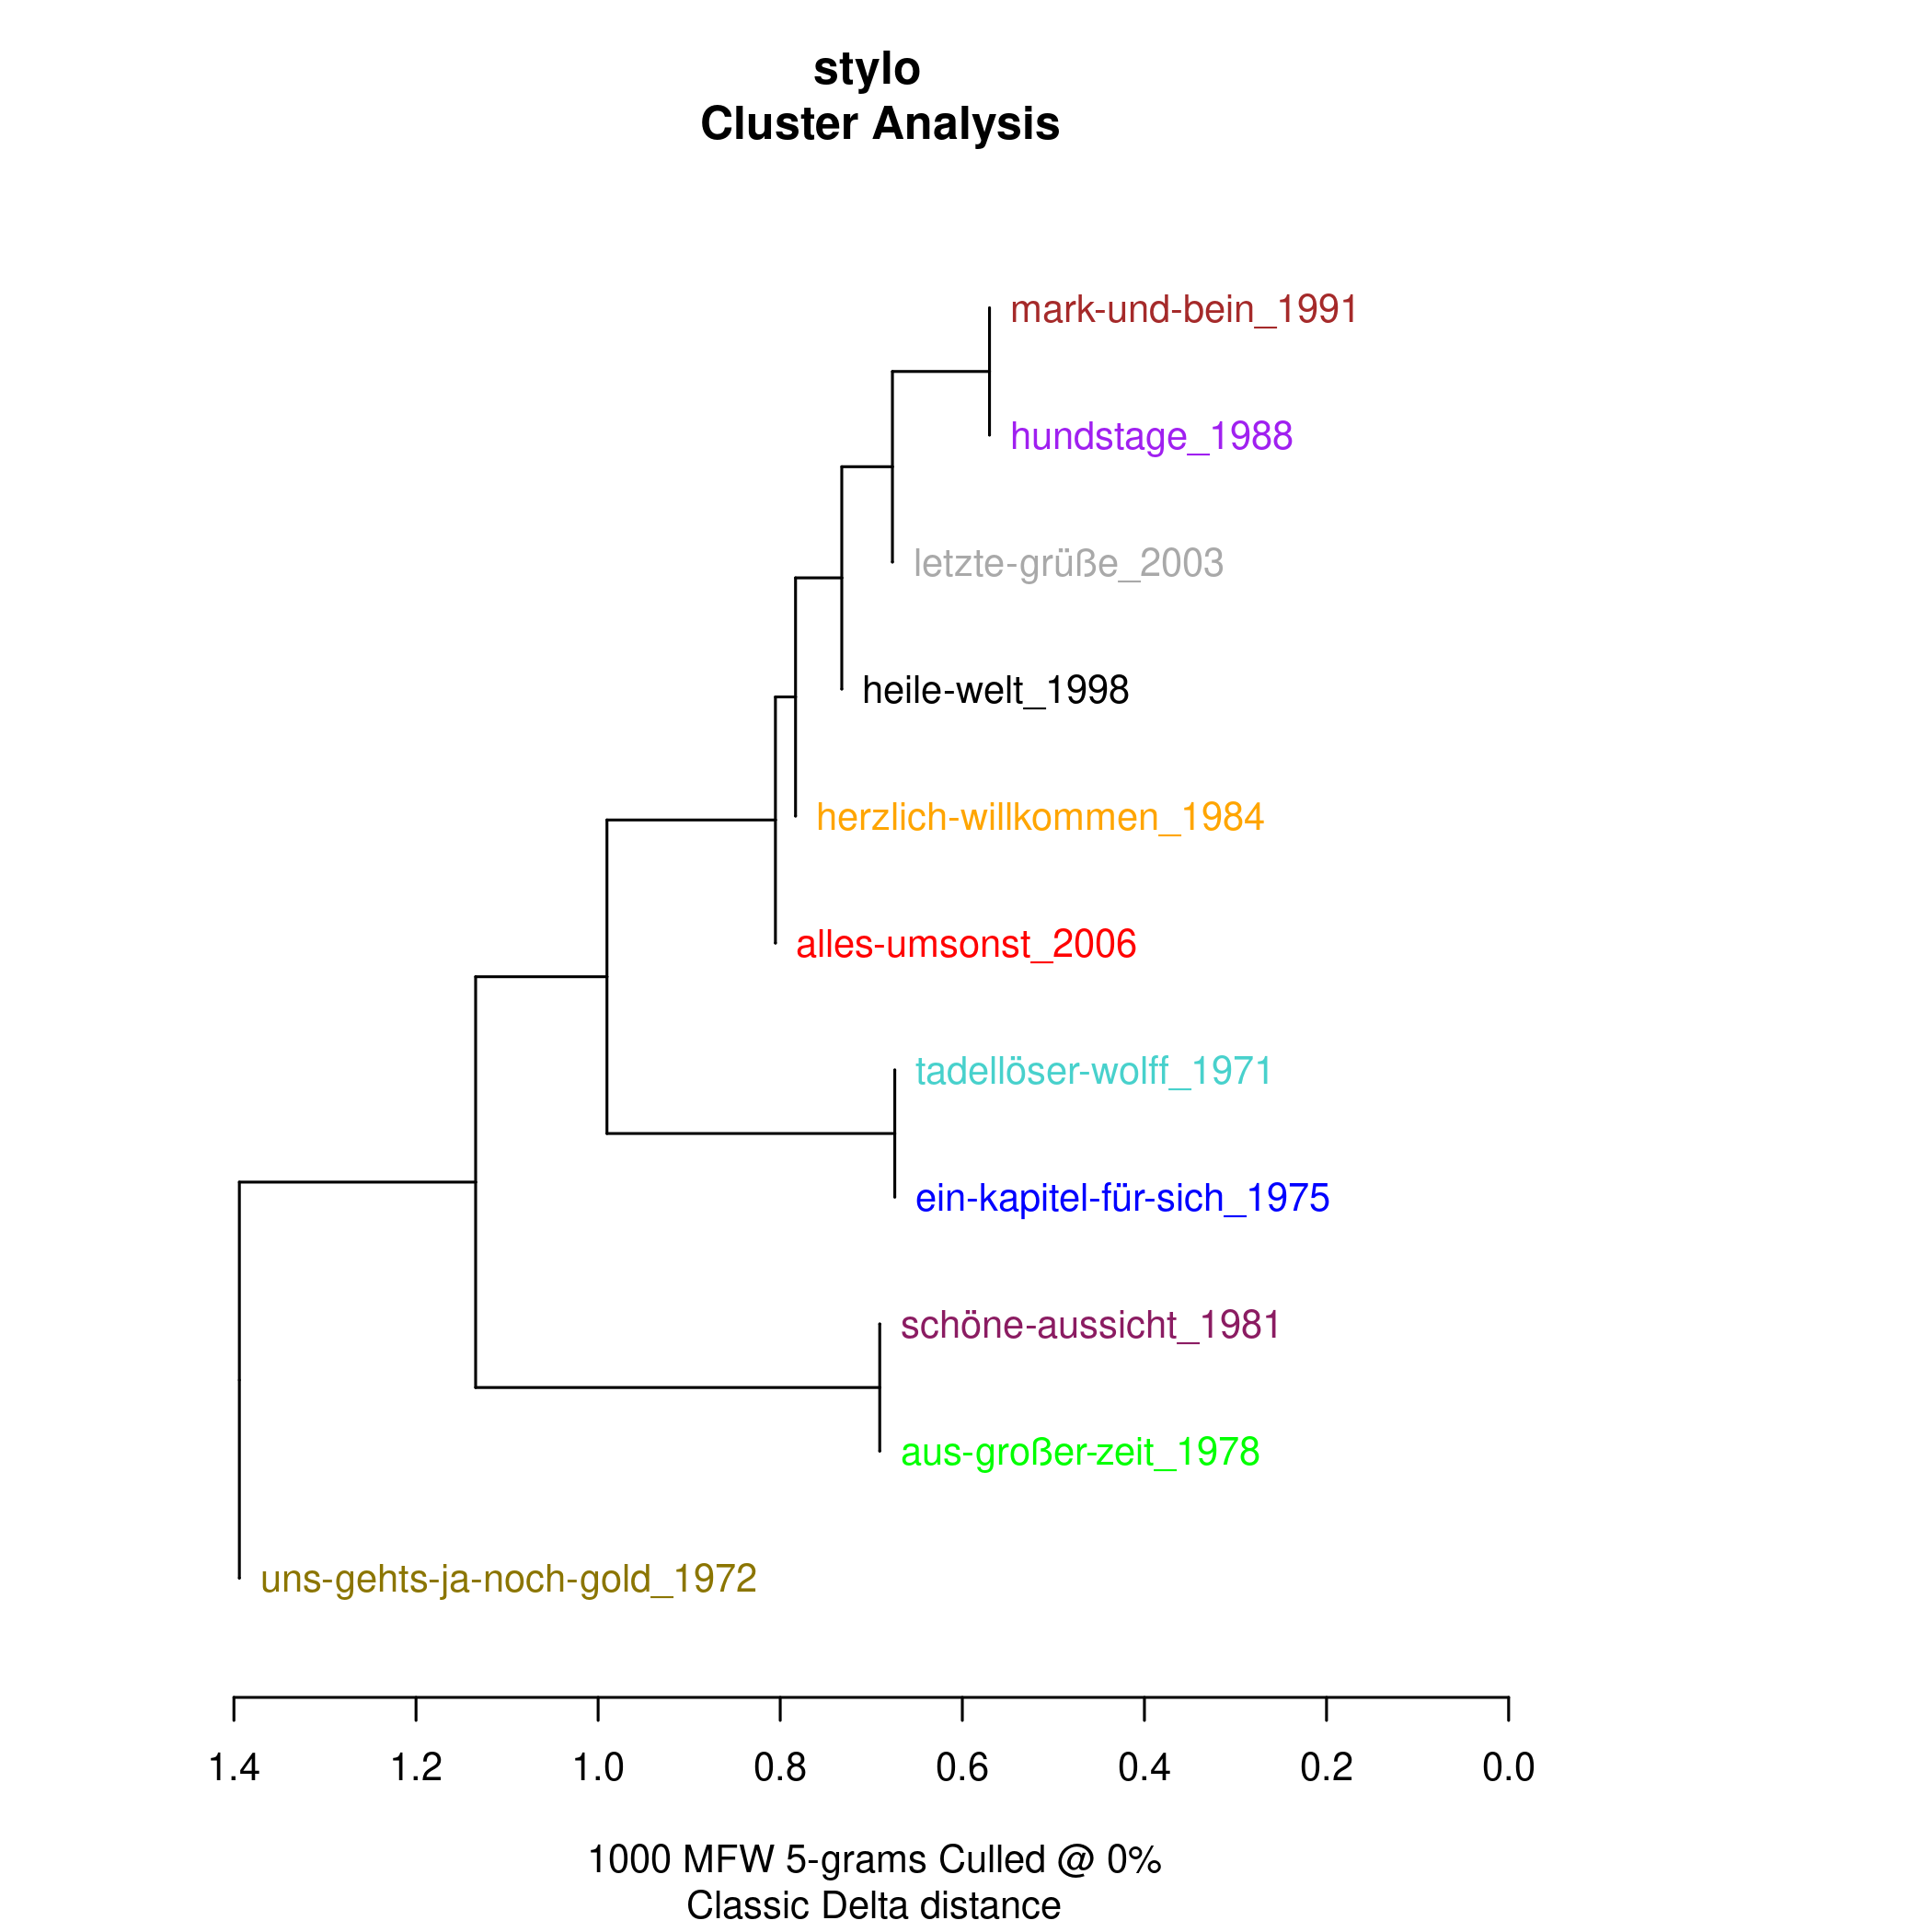 stylo
Cluster Analysis
mark-und-bein_1991
hundstage_1988
letzte-grüße_2003
heile-welt_1998
herzlich-willkommen_1984
alles-umsonst_2006
tadellöser-wolff_1971
ein-kapitel-für-sich_1975
schöne-aussicht_1981
aus-großer-zeit_1978
uns-gehts-ja-noch-gold_1972
1.4 1.2 1.0 0.8 0.6 0.4 0.2 0.0
1000 MFW 5-grams Culled @ 0%
Classic Delta distance